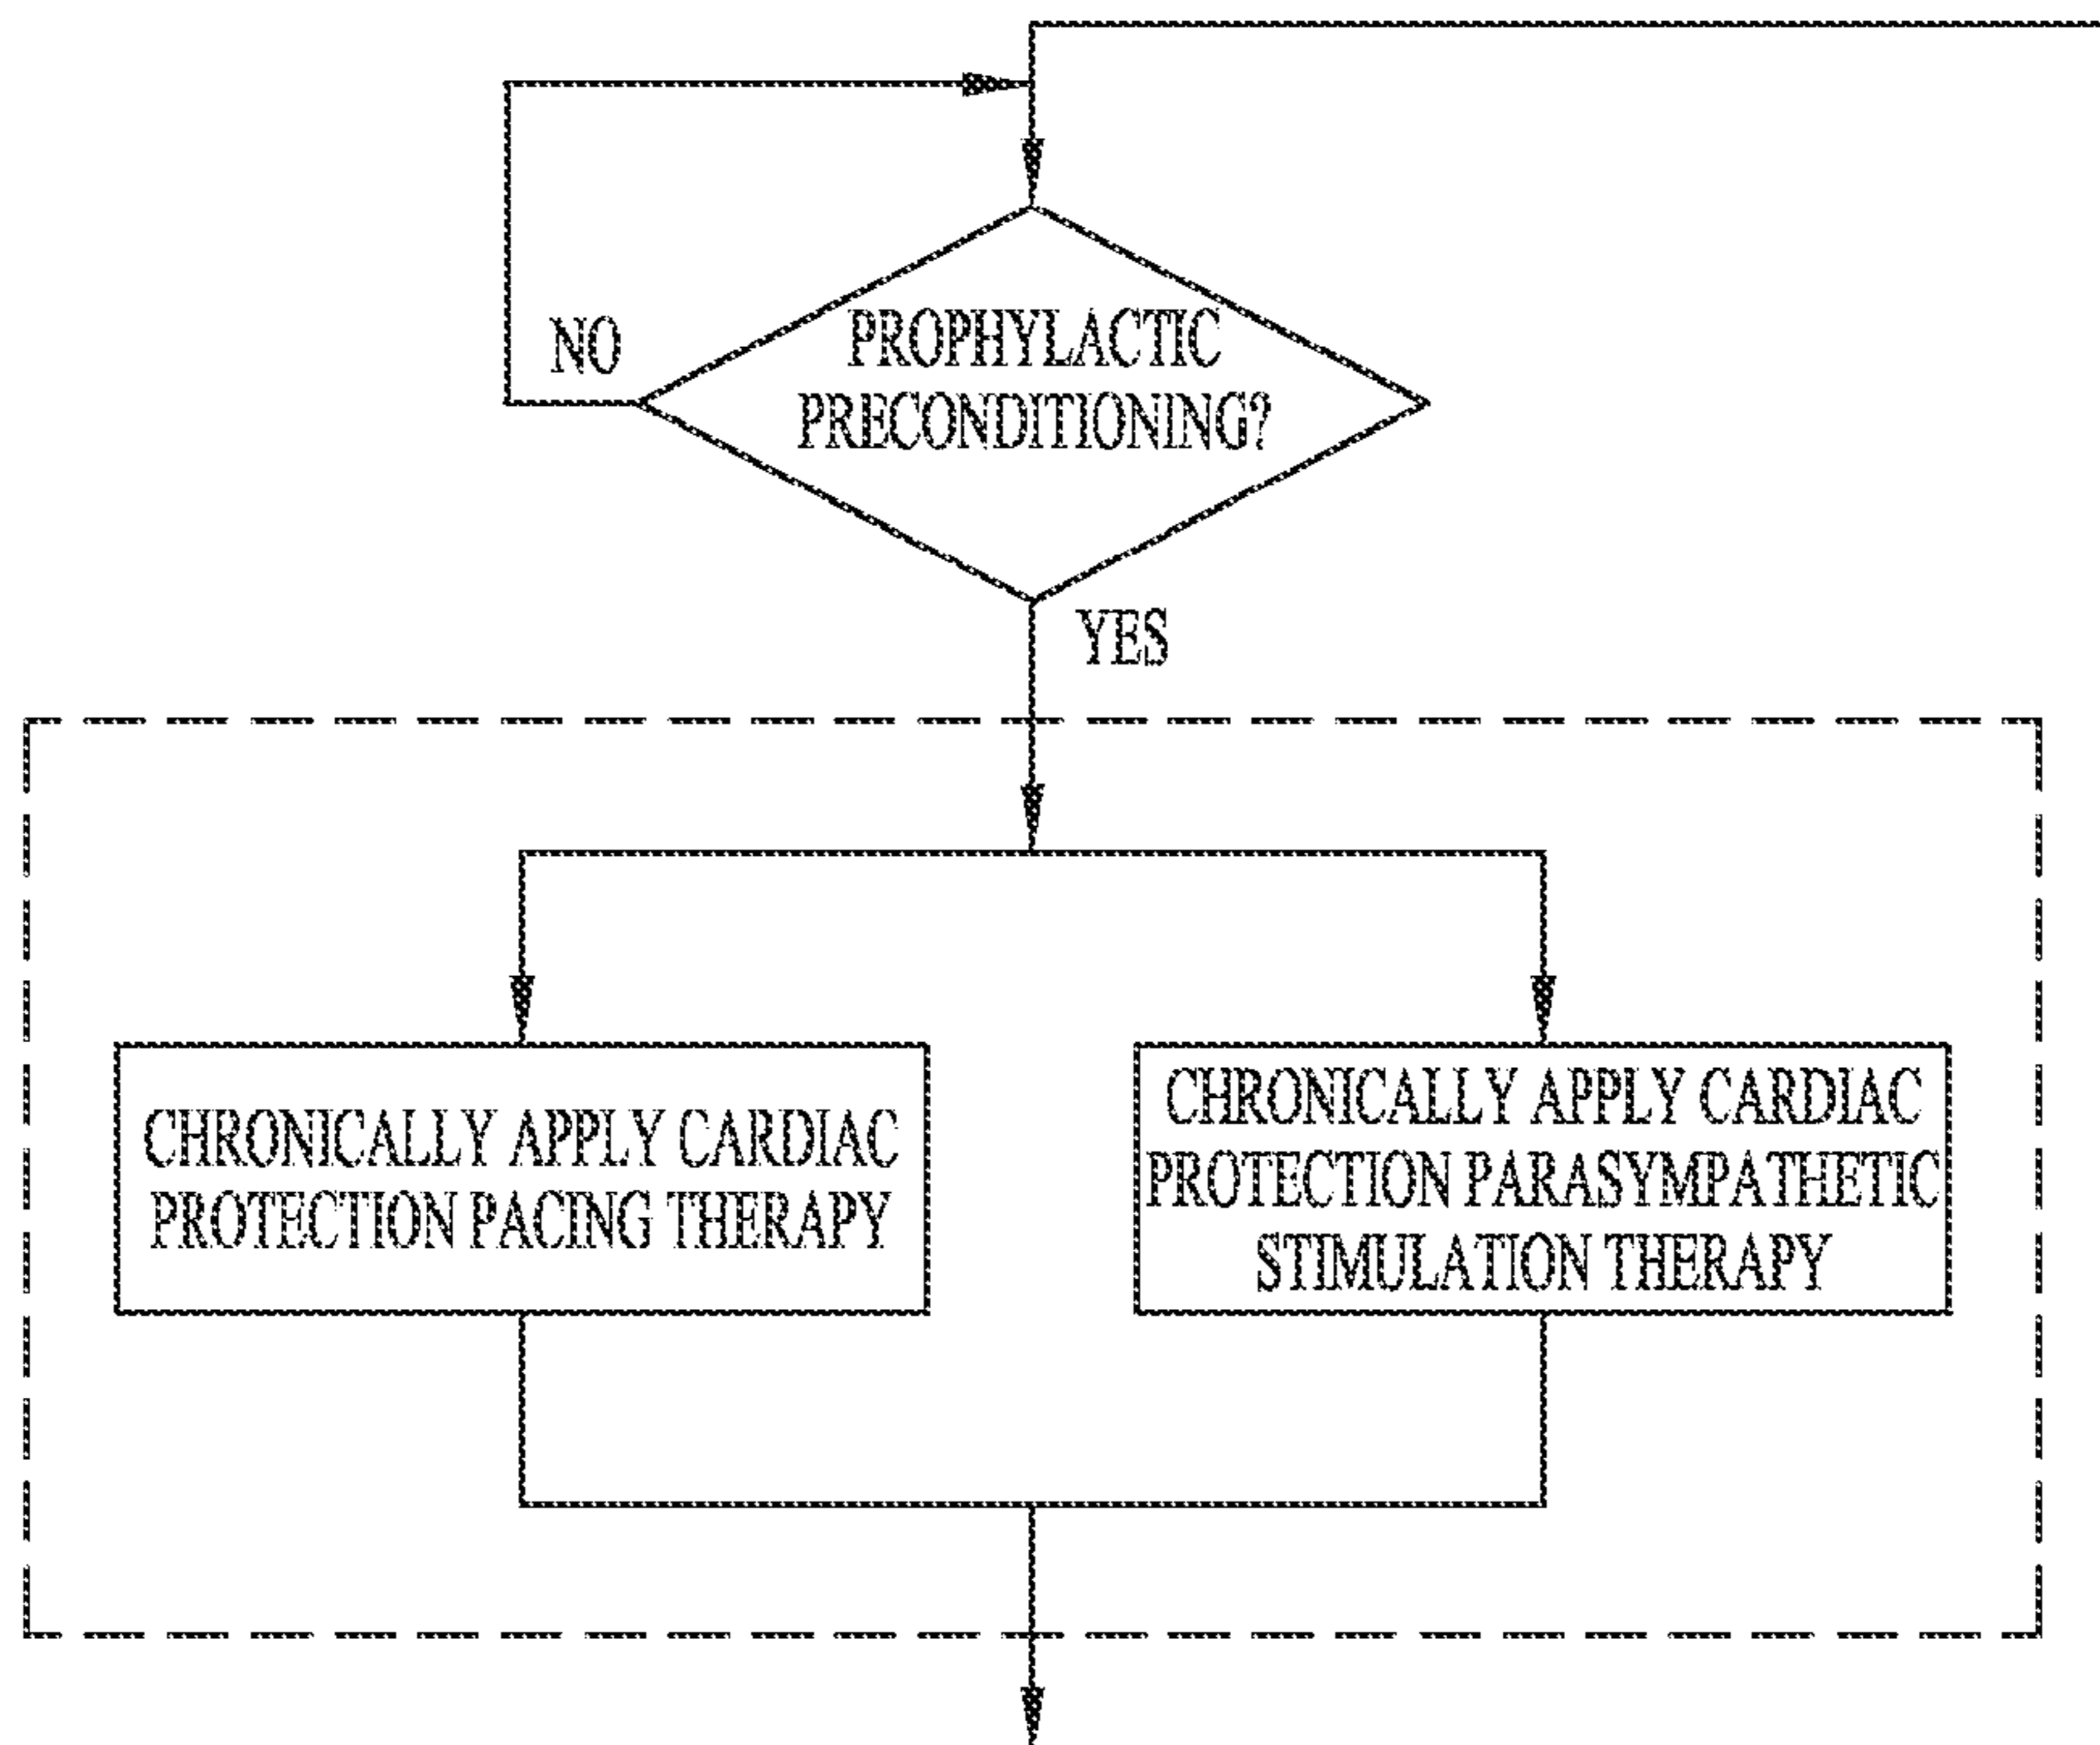 PROPHYLACTIC
PRECONDITIONING?
NO
YES
CHRONICALLY APPLY CARDIAC
PROTECTION PACING THERAPY
CHRONICALLY APPLY CARDIAC
PROTECTION PARASYMPATHETIC
STIMULATION THERAPY